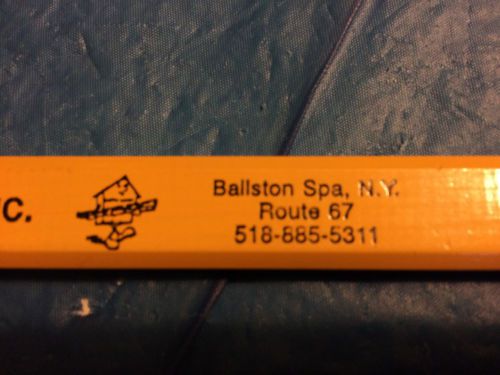 C.
Ballston Spa, N.Y.
Route 67
518-885-5311